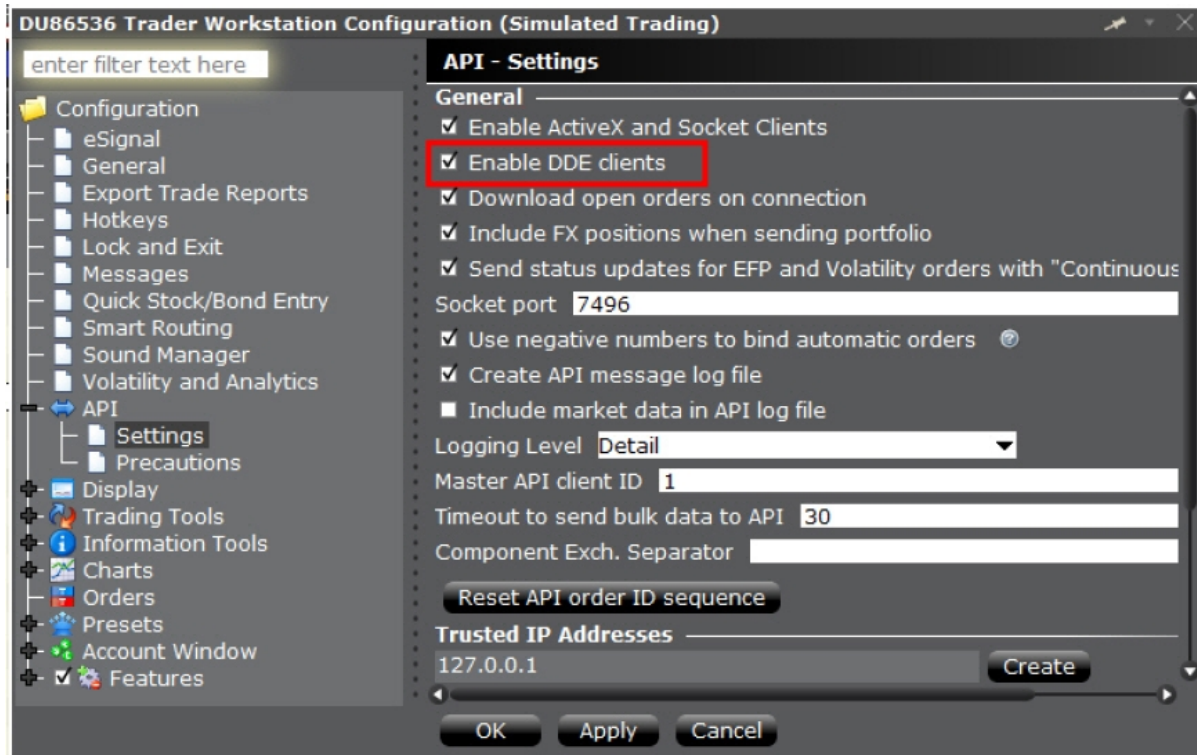 DU86536 Trader Workstation Configuration (Simulated Trading)
enter filter text here
Configuration
eSignal
General
Export Trade Reports
Hotkeys
Lock and Exit
Messages
Quick Stock/Bond Entry
Smart Routing
Sound Manager
Volatility and Analytics
API
Settings
Precautions
Display
Trading Tools
Information Tools
Charts
Orders
Presets
Account Window
Features
API - Settings
General
Enable ActiveX and Socket Clients
Enable DDE clients
Download open orders on connection
Include FX positions when sending portfolio
Send status updates for EFP and Volatility orders with "Continuous
Socket port 7496
Use negative numbers to bind automatic orders
Create API message log file
Include market data in API log file
Logging Level Detail
Master API client ID 1
Timeout to send bulk data to API 30
Component Exch. Separator
Reset API order ID sequence
Trusted IP Addresses
127.0.0.1 Create
OK Apply Cancel